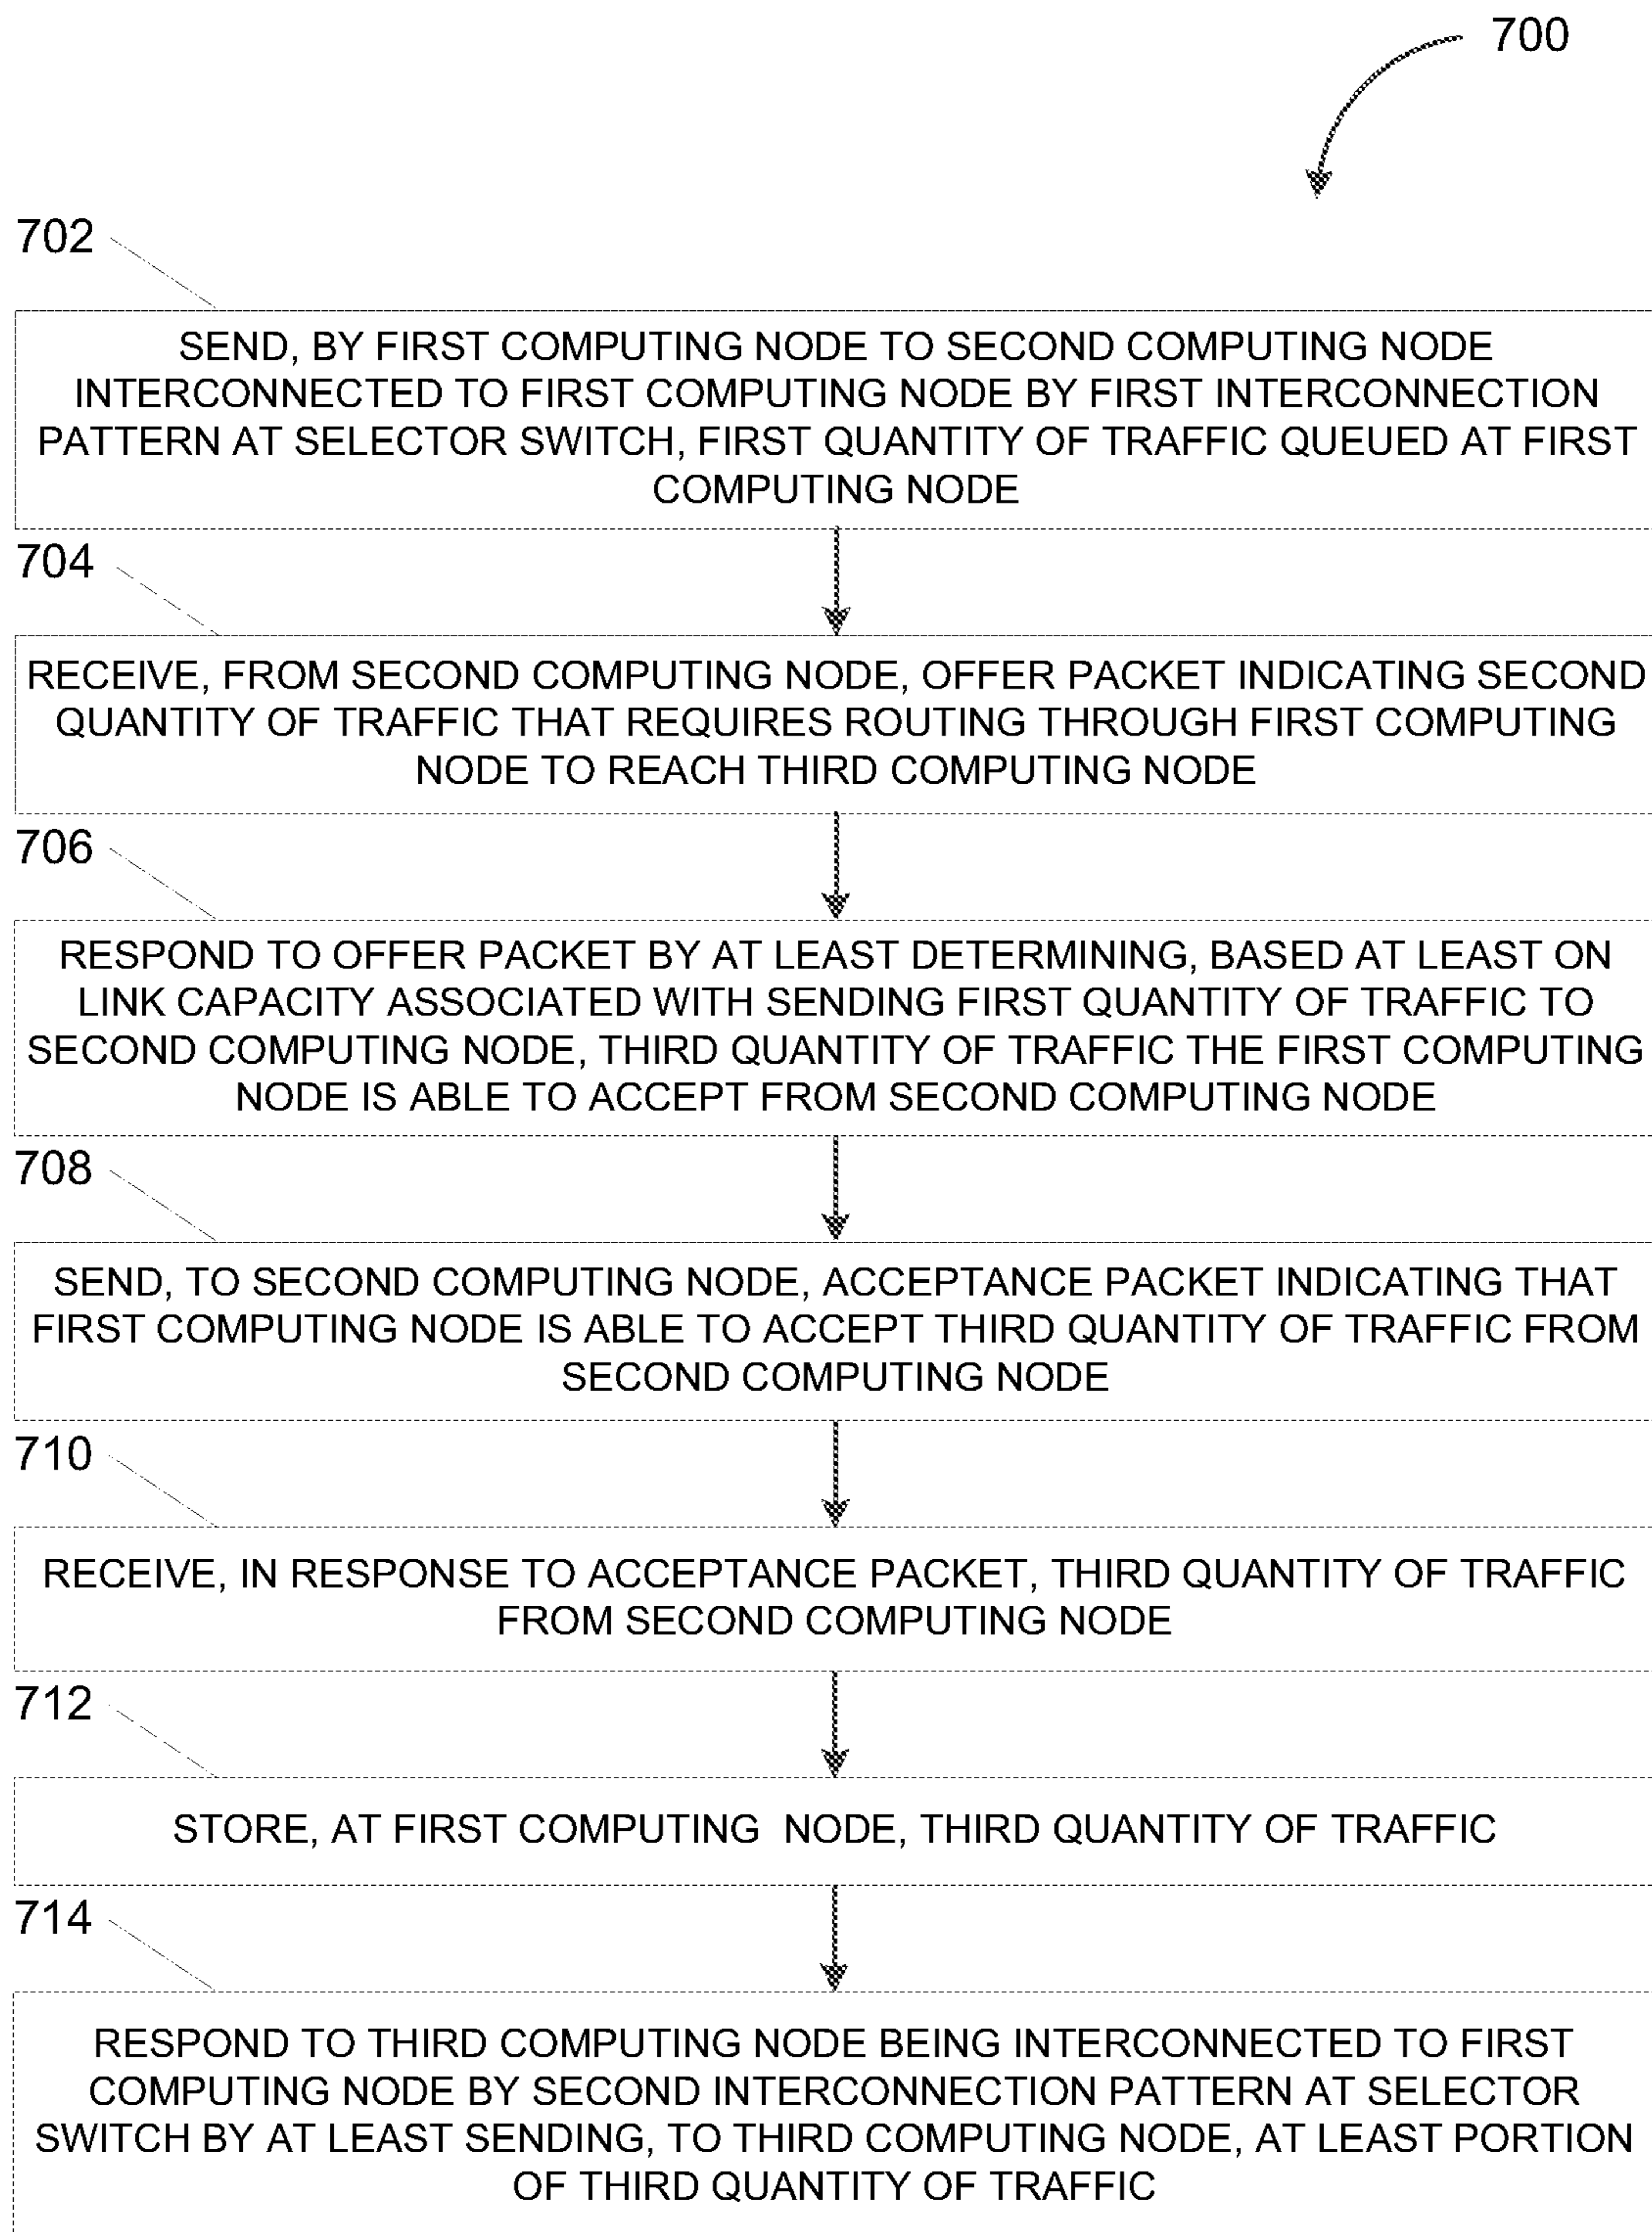 700
702
SEND, BY FIRST COMPUTING NODE TO SECOND COMPUTING NODE
INTERCONNECTED TO FIRST COMPUTING NODE BY FIRST INTERCONNECTION
PATTERN AT SELECTOR SWITCH, FIRST QUANTITY OF TRAFFIC QUEUED AT FIRST
COMPUTING NODE
704
RECEIVE, FROM SECOND COMPUTING NODE, OFFER PACKET INDICATING SECOND
QUANTITY OF TRAFFIC THAT REQUIRES ROUTING THROUGH FIRST COMPUTING
NODE TO REACH THIRD COMPUTING NODE
706
RESPOND TO OFFER PACKET BY AT LEAST DETERMINING, BASED AT LEAST ON
LINK CAPACITY ASSOCIATED WITH SENDING FIRST QUANTITY OF TRAFFIC TO
SECOND COMPUTING NODE, THIRD QUANTITY OF TRAFFIC THE FIRST COMPUTING
NODE IS ABLE TO ACCEPT FROM SECOND COMPUTING NODE
708
SEND, TO SECOND COMPUTING NODE, ACCEPTANCE PACKET INDICATING THAT
FIRST COMPUTING NODE IS ABLE TO ACCEPT THIRD QUANTITY OF TRAFFIC FROM
SECOND COMPUTING NODE
710
RECEIVE, IN RESPONSE TO ACCEPTANCE PACKET, THIRD QUANTITY OF TRAFFIC
FROM SECOND COMPUTING NODE
712
STORE, AT FIRST COMPUTING NODE, THIRD QUANTITY OF TRAFFIC
714
RESPOND TO THIRD COMPUTING NODE BEING INTERCONNECTED TO FIRST
COMPUTING NODE BY SECOND INTERCONNECTION PATTERN AT SELECTOR
SWITCH BY AT LEAST SENDING, TO THIRD COMPUTING NODE, AT LEAST PORTION
OF THIRD QUANTITY OF TRAFFIC